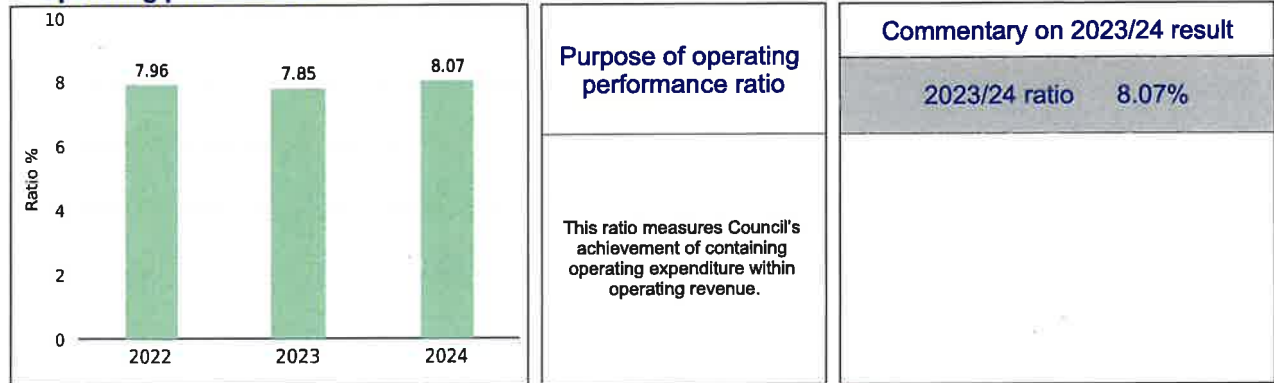 10
8
6
4
2
0
Ratio %
7.96
7.85
8.07
2022
2023
2024
Purpose of operating
performance ratio
This ratio measures Council's
achievement of containing
operating expenditure within
operating revenue.
Commentary on 2023/24 result
2023/24 ratio 8.07%